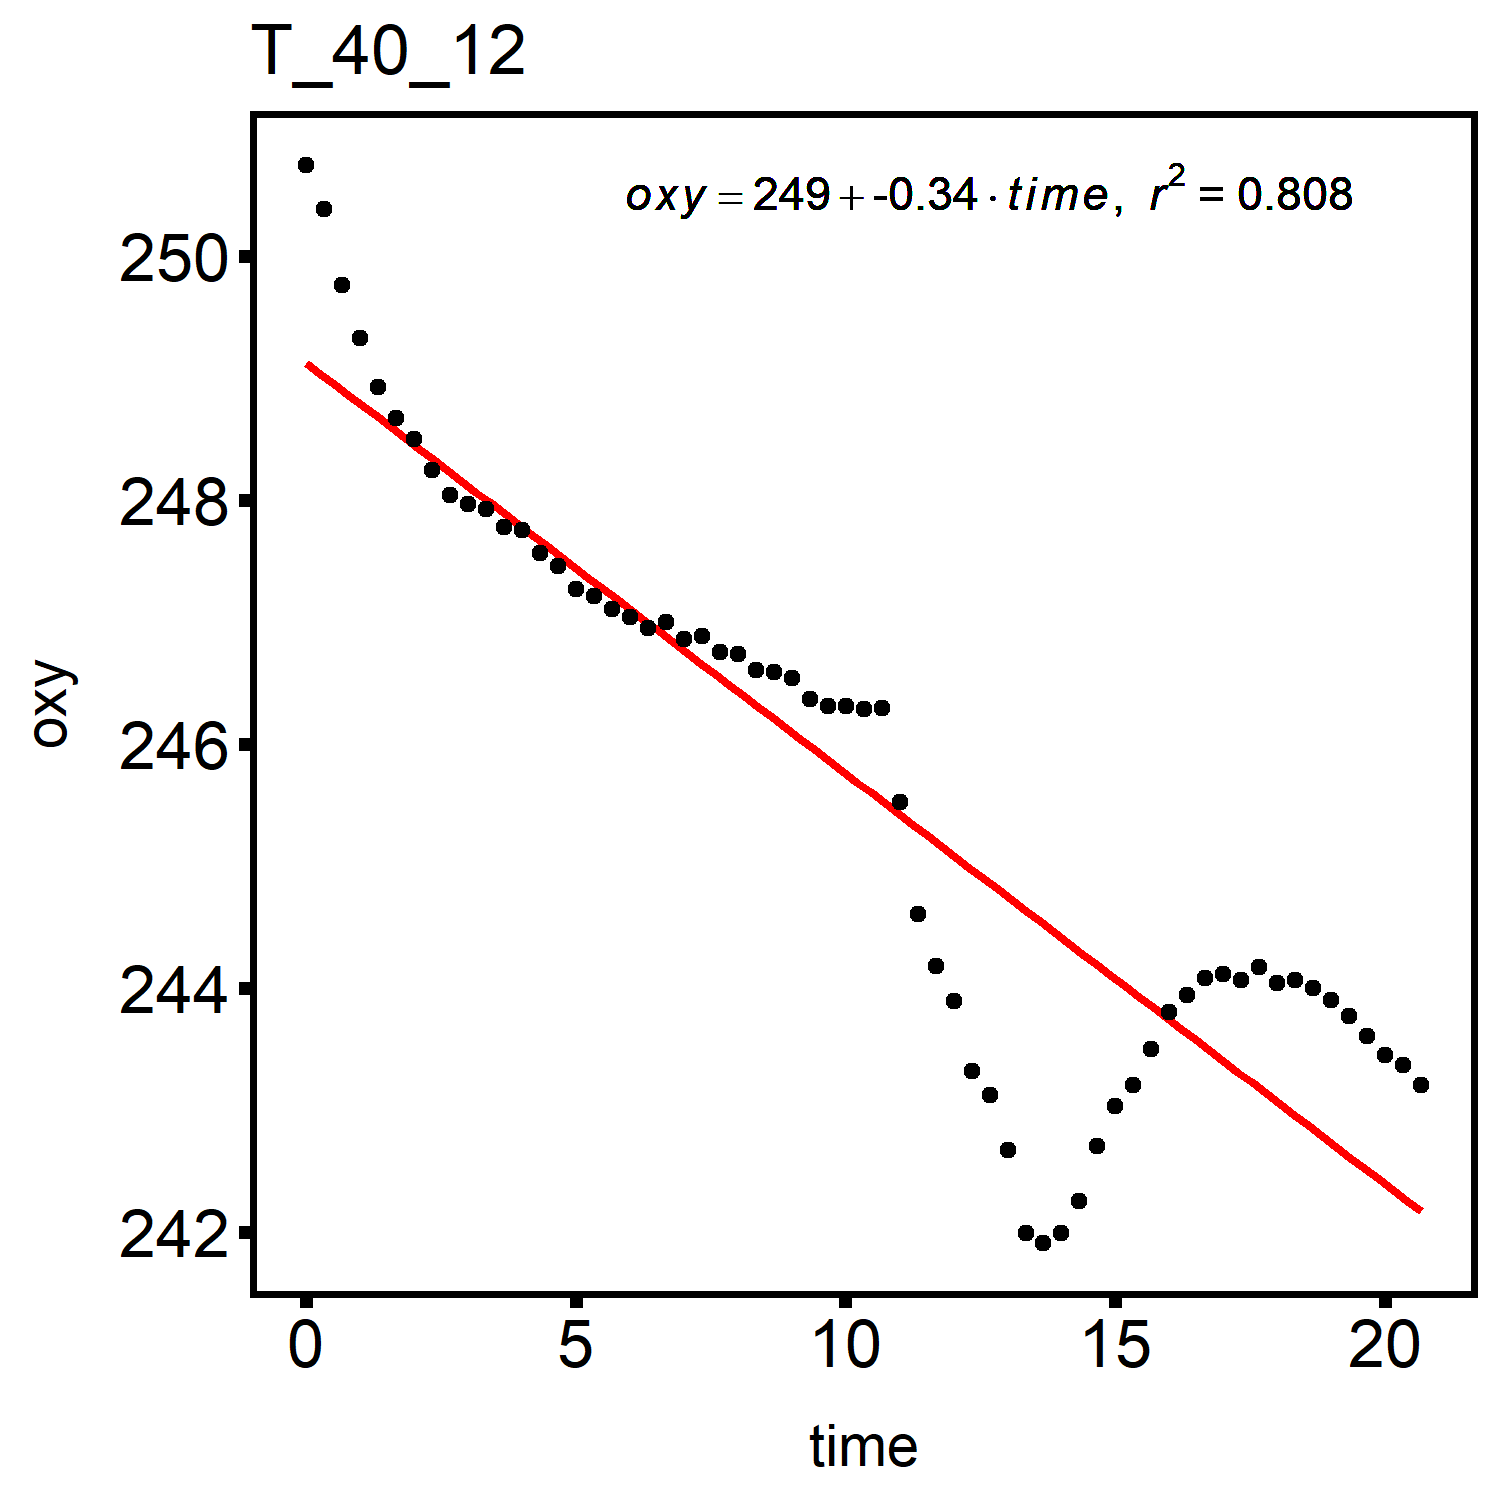 T_40_12
oxy = 249 + -0.34 · time, r² = 0.808
250
248
246
244
242
oxy
0 5 10 15 20
time